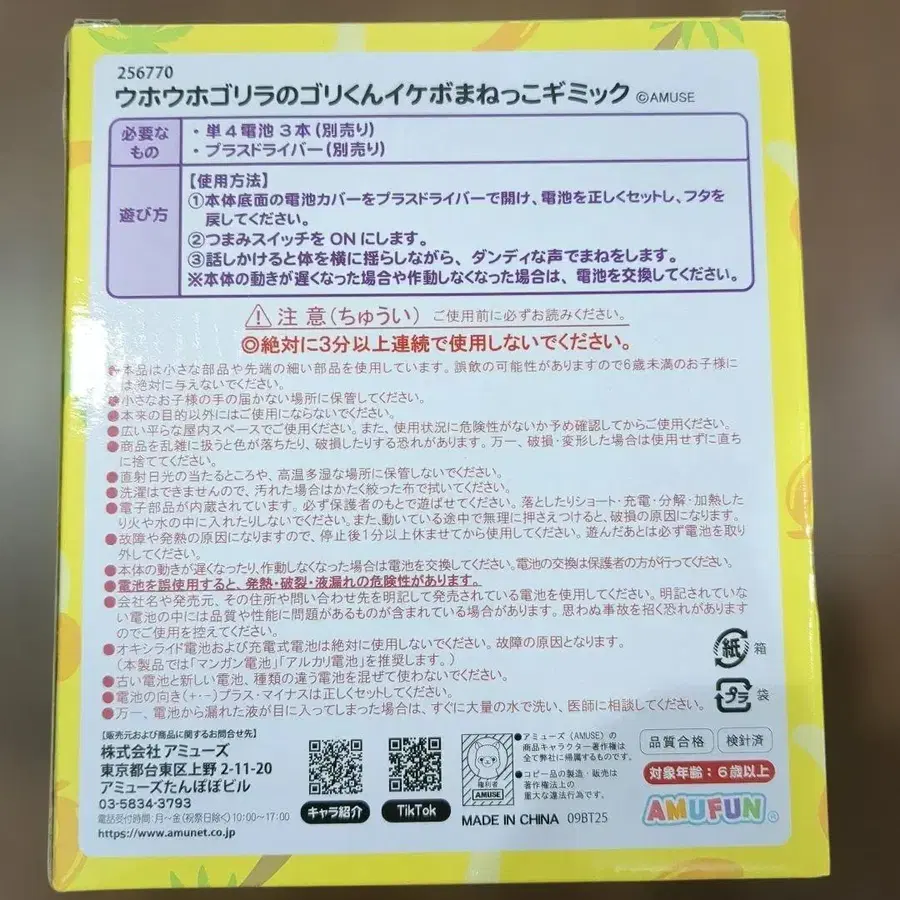 256770
ウホウホゴリラのゴリくんイケボまねっこギミック ©AMUSE
必要な
もの
・単4電池3本(別売り)
・プラスドライバー(別売り)
遊び方
【使用方法】
①本体底面の電池カバーをプラスドライバーで開け、電池を正しくセットし、フタを
戻してください。
②つまみスイッチをONにします。
③話しかけると体を横に揺らしながら、ダンディな声でまねをします。
※本体の動きが遅くなった場合や作動しなくなった場合は、電池を交換してください。
⚠注意(ちゅうい) ご使用前に必ずお読みください。
◎絶対に3分以上連続で使用しないでください。
●本品は小さな部品や先端の細い部品を使用しています。誤飲の可能性がありますので6歳未満のお子様に
は絶対に与えないでください。
●小さなお子様の手の届かない場所に保管してください。
●本来の目的以外にはご使用にならないでください。
●広い平らな屋内スペースでご使用ください。また、使用状況に危険性がないか予め確認してからご使用ください。
●商品を乱雑に扱うと色が落ちたり、破損したりする恐れがあります。万一、破損・変形した場合は使用せずに直ち
に捨ててください。
●直射日光の当たるところや、高温多湿な場所に保管しないでください。
●洗濯はできませんので、汚れた場合はかたく絞った布で拭いてください。
●電子部品が内蔵されています。必ず保護者のもとで遊ばせてください。落としたりショート・充電・分解・加熱した
り火や水の中に入れたりしないでください。また、動いている途中で無理に押さえつけると、破損の原因になります。
●故障や発熱の原因になりますので、停止後1分以上休ませてから使用してください。遊んだあとは必ず電池を取り
外してください。
●本体の動きが遅くなったり、作動しなくなった場合は電池を交換してください。電池の交換は保護者の方が行ってください。
●電池を誤使用すると、発熱・破裂・液漏れの危険性があります。
●会社名や発売元、その住所や問い合わせ先を明記して発売されている電池を使用してください。明記されていな
い電池の中には品質や性能に問題があるものが含まれている場合があります。思わぬ事故を招く恐れがあります
のでご使用を控えてください。
●オキシライド電池および充電式電池は絶対に使用しないでください。故障の原因となります。
(本製品では「マンガン電池」「アルカリ電池」を推奨します。)
●古い電池と新しい電池、種類の違う電池を混ぜて使わないでください。
●電池の向き(+・-)プラス・マイナスは正しくセットしてください。
●万一、電池から漏れた液が目に入ってしまった場合は、すぐに大量の水で洗い、医師に相談してください。
紙 箱
プラ 袋
【販売元および商品に関するお問合せ先】
株式会社 アミューズ
東京都台東区上野 2-11-20
アミューズたんぽぽビル
03-5834-3793
電話受付時間:月〜金(祝祭日除く)10:00〜17:00
https://www.amunet.co.jp
キャラ紹介
TikTok
権利者
AMUSE
●アミューズ(AMUSE)の
商品キャラクター著作権は
全て弊社に帰属するものです。
●コピー品の製造・販売は
著作権法上の
重大な違法行為です。
MADE IN CHINA 09BT25
品質合格
検針済
対象年齢:6歳以上
AMUFUN®